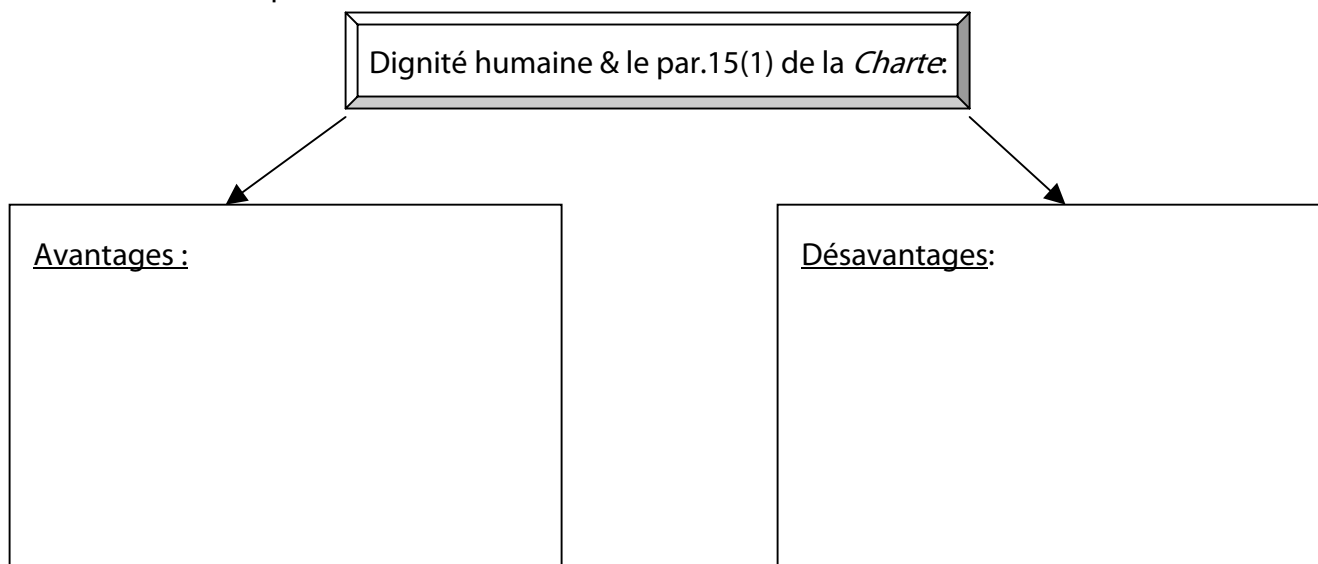 Dignité humaine & le par.15(1) de la Charte:
Avantages :
Désavantages: